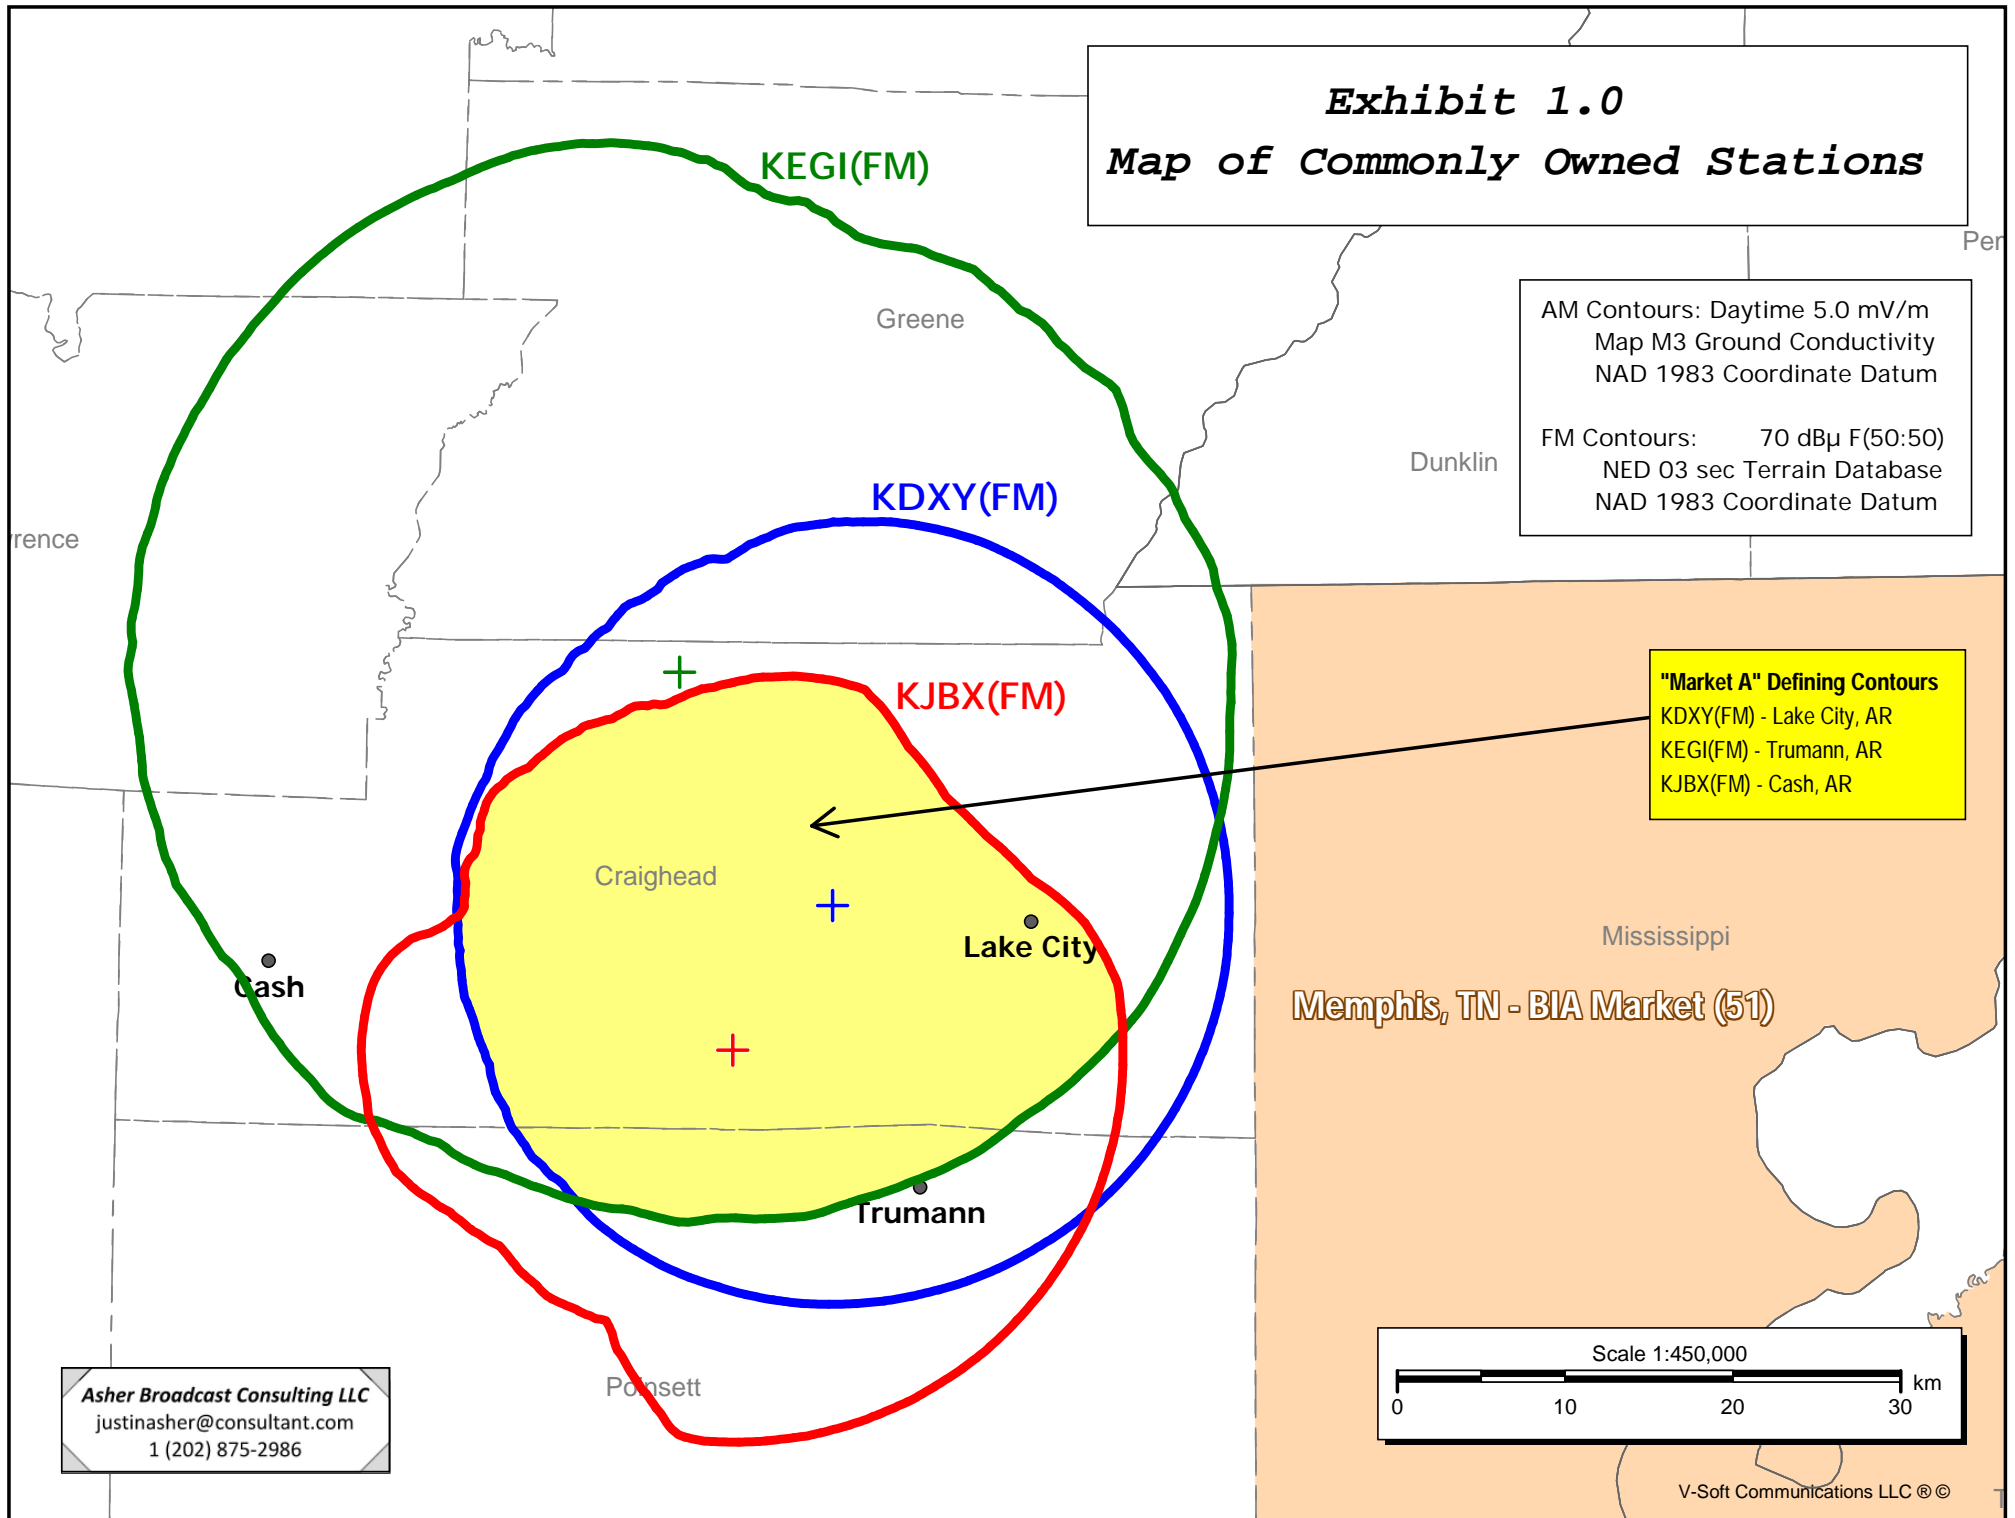 Exhibit 1.0
Map of Commonly Owned Stations
KEGI(FM)
Per
AM Contours: Daytime 5.0 mV/m
Map M3 Ground Conductivity
NAD 1983 Coordinate Datum
FM Contours: 70 dBµ F(50:50)
NED 03 sec Terrain Database
NAD 1983 Coordinate Datum
Greene
Dunklin
KDXY(FM)
rence
KJBX(FM)
"Market A" Defining Contours
KDXY(FM) - Lake City, AR
KEGI(FM) - Trumann, AR
KJBX(FM) - Cash, AR
Craighead
Lake City
Mississippi
Cash
Memphis, TN - BIA Market (51)
Trumann
Poinsett
Scale 1:450,000
km
0 10 20 30
Asher Broadcast Consulting LLC
justinasher@consultant.com
1 (202) 875-2986
V-Soft Communications LLC ® ©